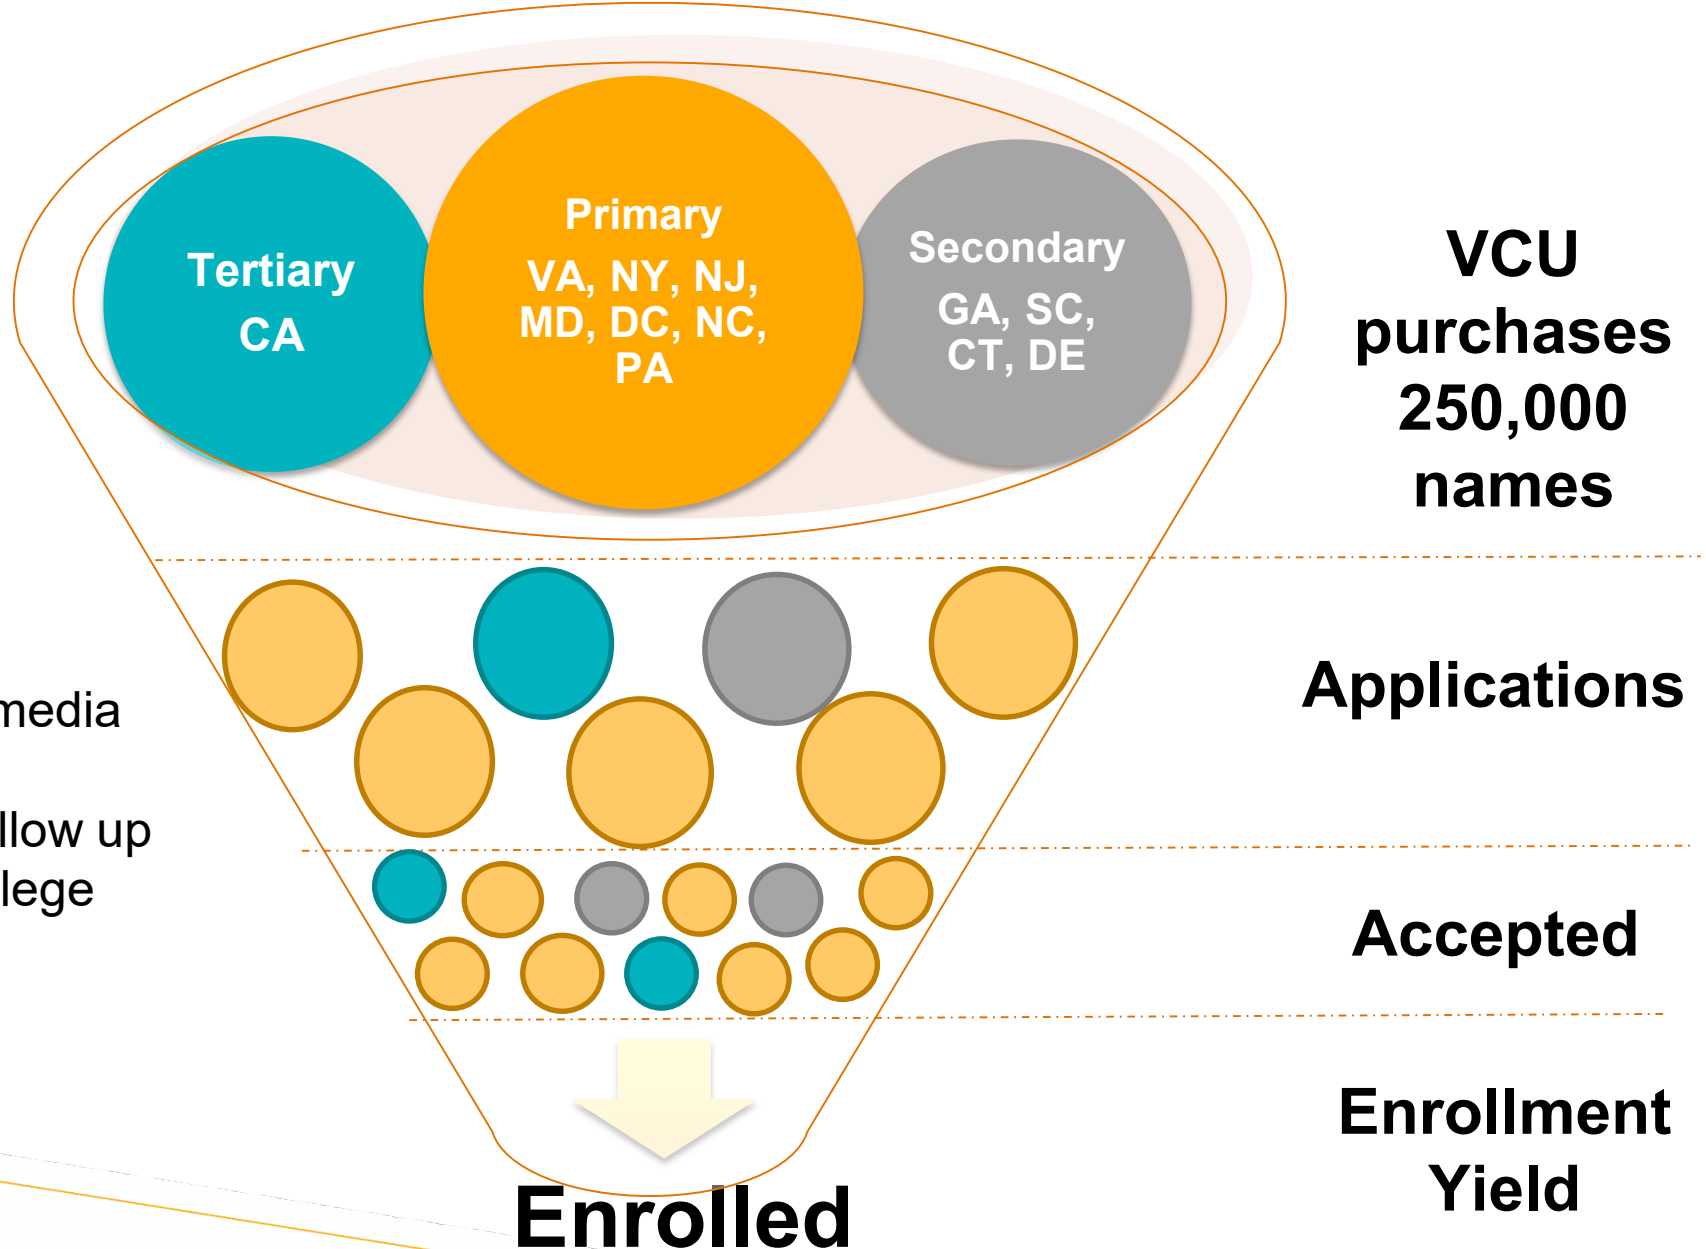 Tertiary
CA
Primary
VA, NY, NJ,
MD, DC, NC,
PA
Secondary
GA, SC,
CT, DE
VCU
purchases
250,000
names
Applications
media
llow up
lege
Accepted
Enrollment
Yield
Enrolled